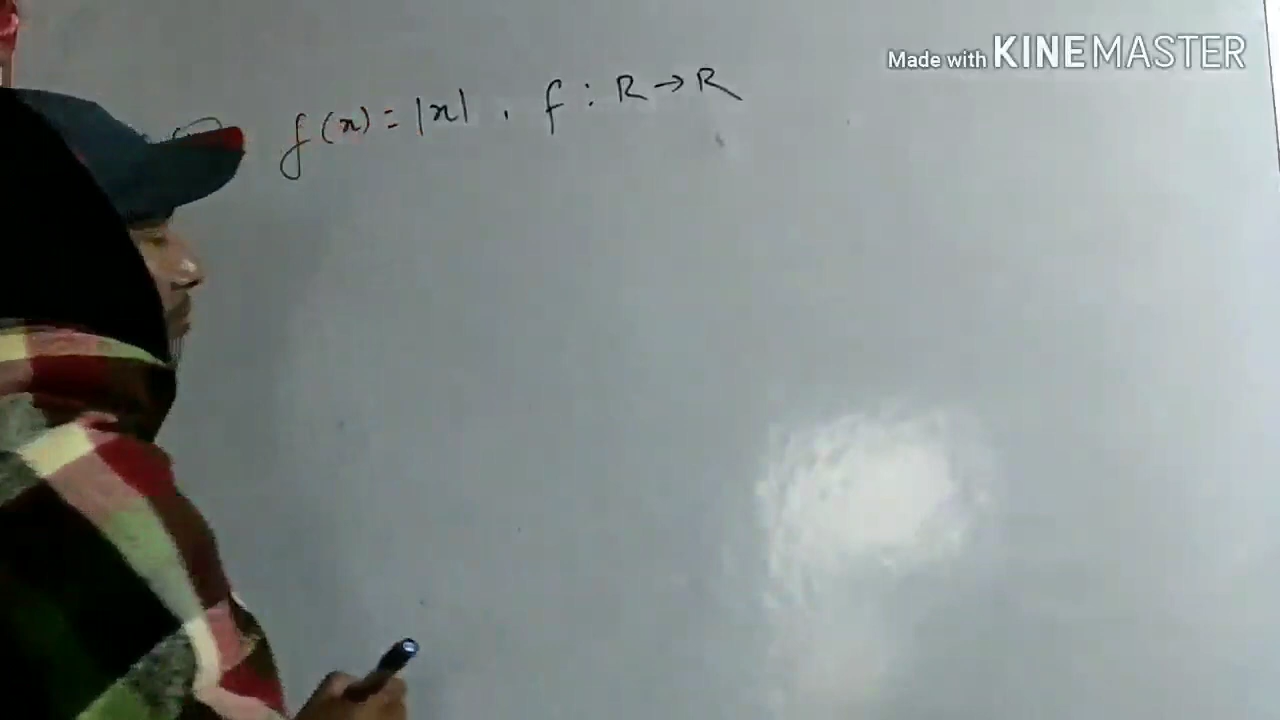 Made with KINEMASTER
f(x) = |x| , f : R → R